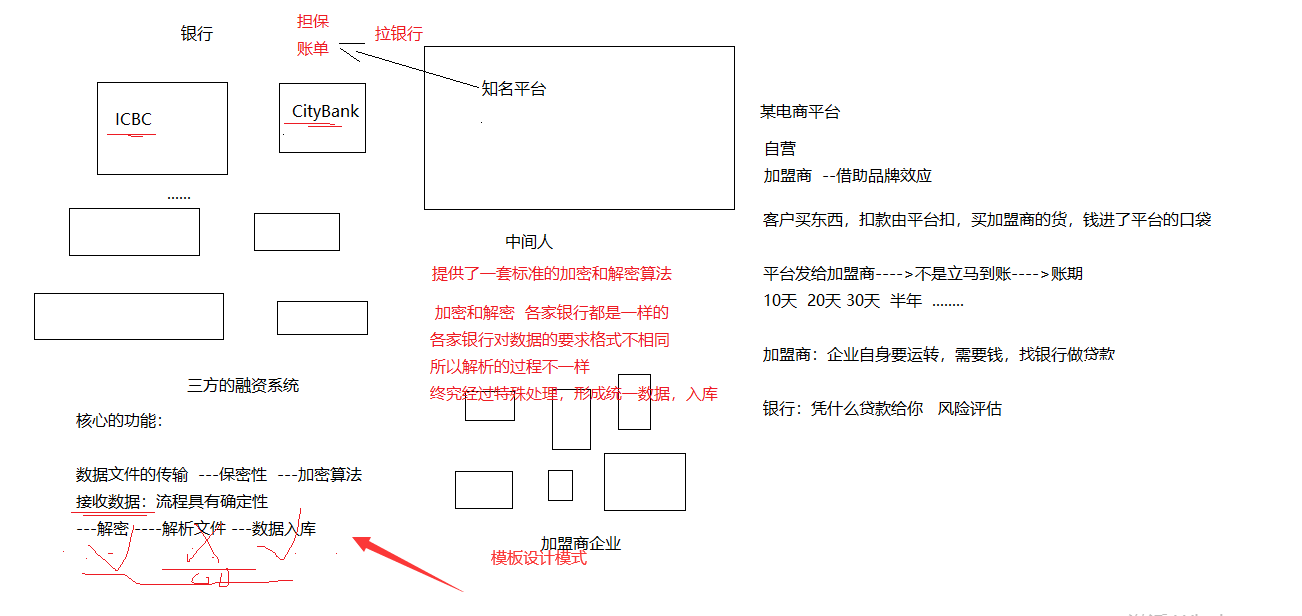 银行
担保
账单
拉银行
ICBC
CityBank
知名平台
......
中间人
提供了一套标准的加密和解密算法
加密和解密 各家银行都是一样的
各家银行对数据的要求格式不相同
所以解析的过程不一样
终究经过特殊处理，形成统一数据，入库
三方的融资系统
核心的功能：
数据文件的传输 ---保密性 ---加密算法
接收数据：流程具有确定性
---解密 ----解析文件 ---数据入库
加盟商企业
模板设计模式
某电商平台
自营
加盟商 --借助品牌效应
客户买东西，扣款由平台扣，买加盟商的货，钱进了平台的口袋
平台发给加盟商---->不是立马到账---->账期
10天 20天 30天 半年 ........
加盟商：企业自身要运转，需要钱，找银行做贷款
银行：凭什么贷款给你 风险评估